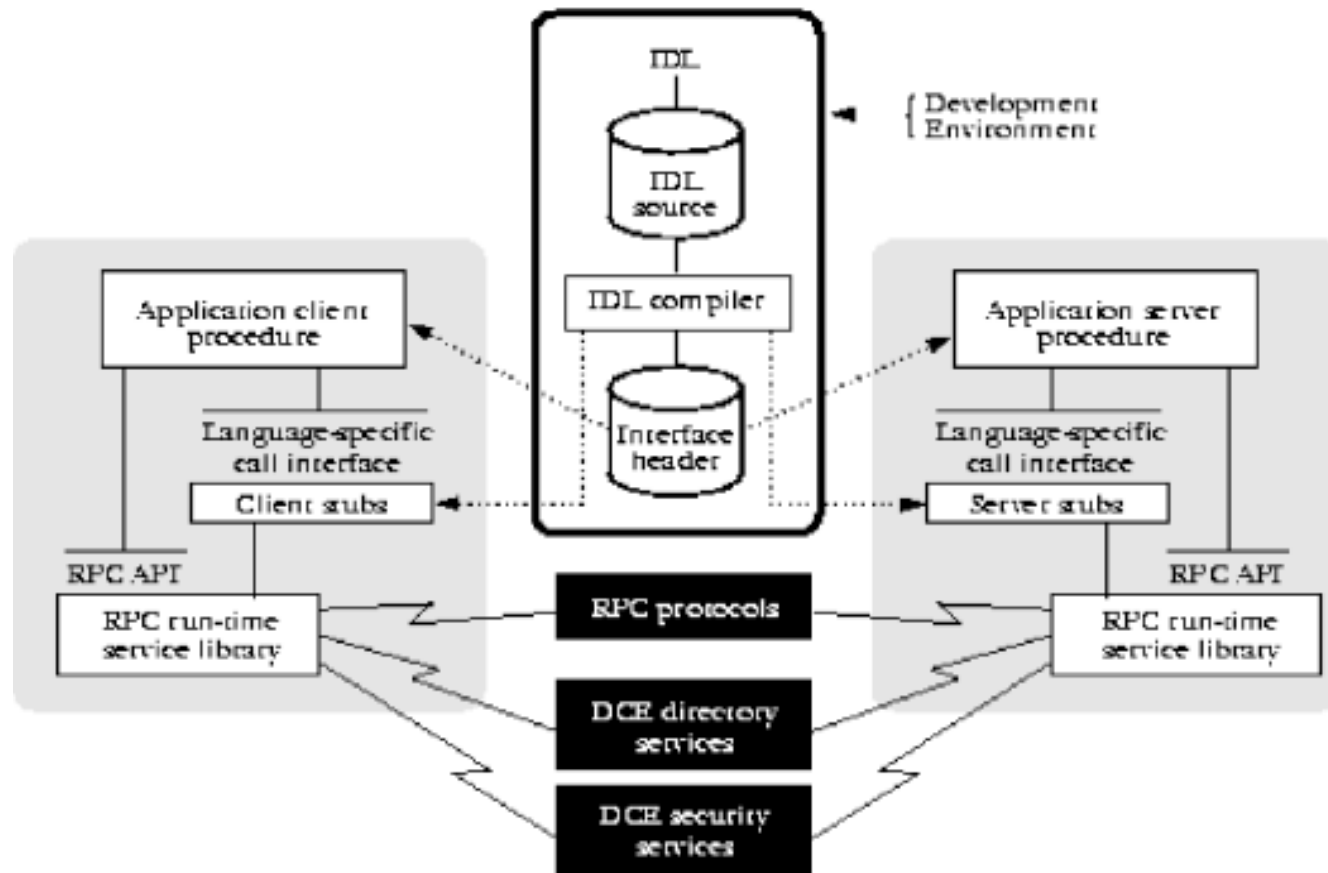 IDL
Development
Environment
IDL
source
IDL compiler
Interface
header
Application client
procedure
Language-specific
call interface
Client stubs
RPC API
RPC run-time
service library
Application server
procedure
Language-specific
call interface
Server stubs
RPC API
RPC run-time
service library
RPC protocols
DCE directory
services
DCE security
services